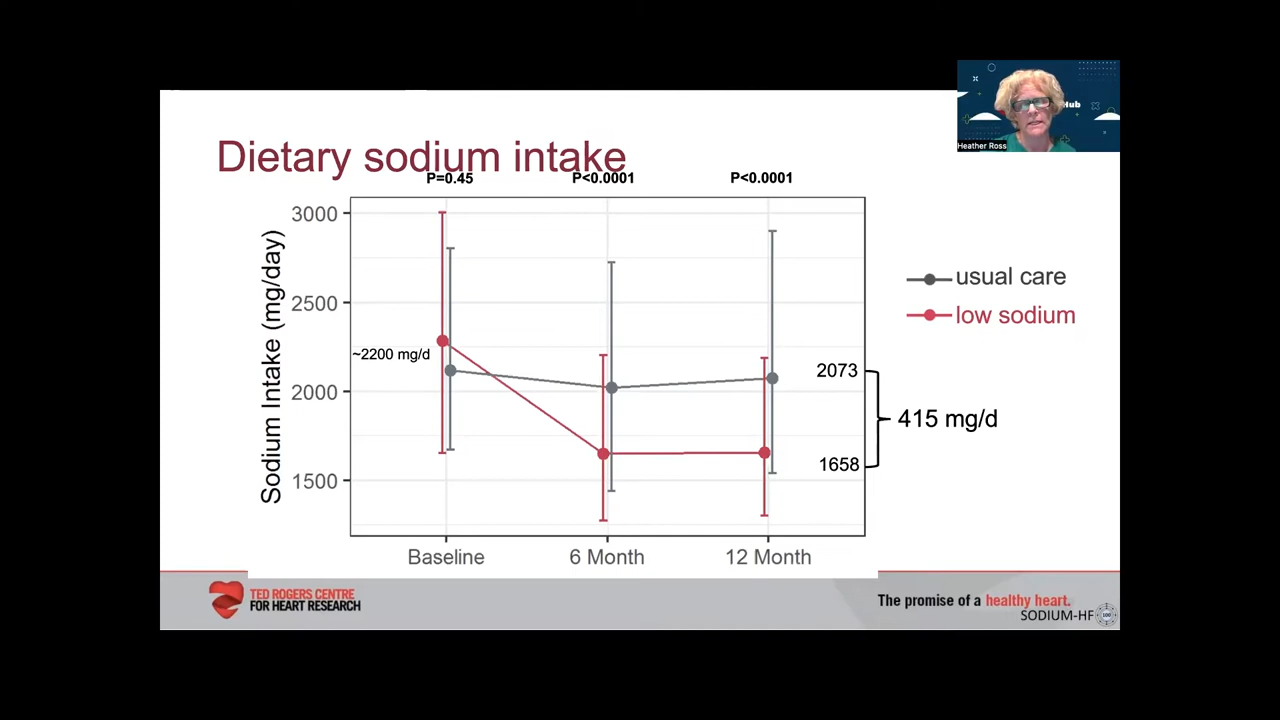 Dietary sodium intake
P=0.45 P<0.0001 P<0.0001
Sodium Intake (mg/day)
3000
2500
2000
1500
~2200 mg/d
Baseline 6 Month 12 Month
2073
1658
415 mg/d
usual care
low sodium
Hub
Heather Ross
TED ROGERS CENTRE
FOR HEART RESEARCH
The promise of a healthy heart.
SODIUM-HF